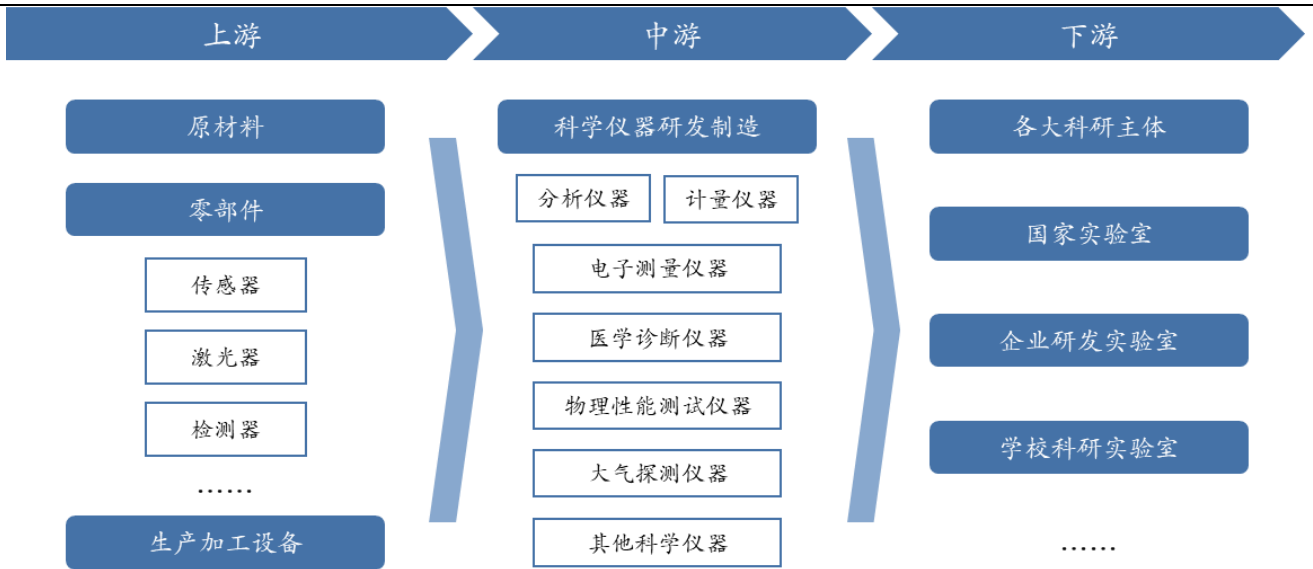 上游
中游
下游
原材料
零部件
传感器
激光器
检测器
……
生产加工设备
科学仪器研发制造
分析仪器
计量仪器
电子测量仪器
医学诊断仪器
物理性能测试仪器
大气探测仪器
其他科学仪器
各大科研主体
国家实验室
企业研发实验室
学校科研实验室
……